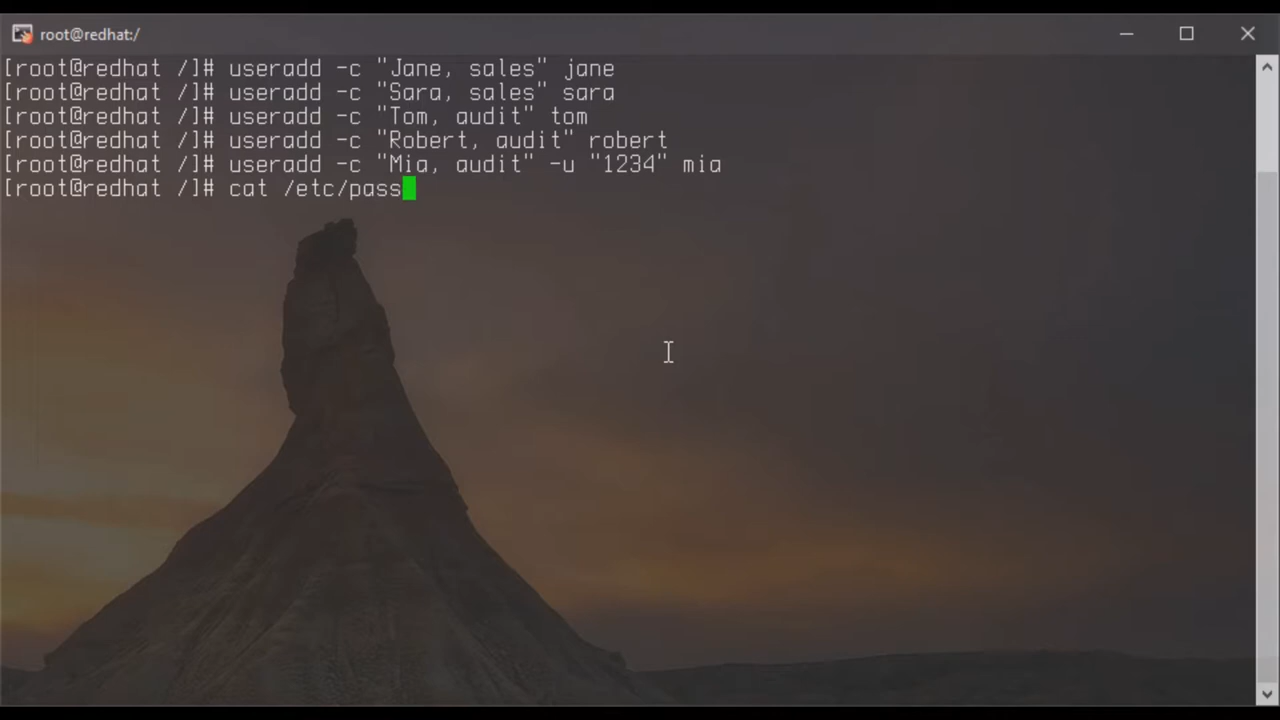 root@redhat:/
[root@redhat /]# useradd -c "Jane, sales" jane
[root@redhat /]# useradd -c "Sara, sales" sara
[root@redhat /]# useradd -c "Tom, audit" tom
[root@redhat /]# useradd -c "Robert, audit" robert
[root@redhat /]# useradd -c "Mia, audit" -u "1234" mia
[root@redhat /]# cat /etc/pass